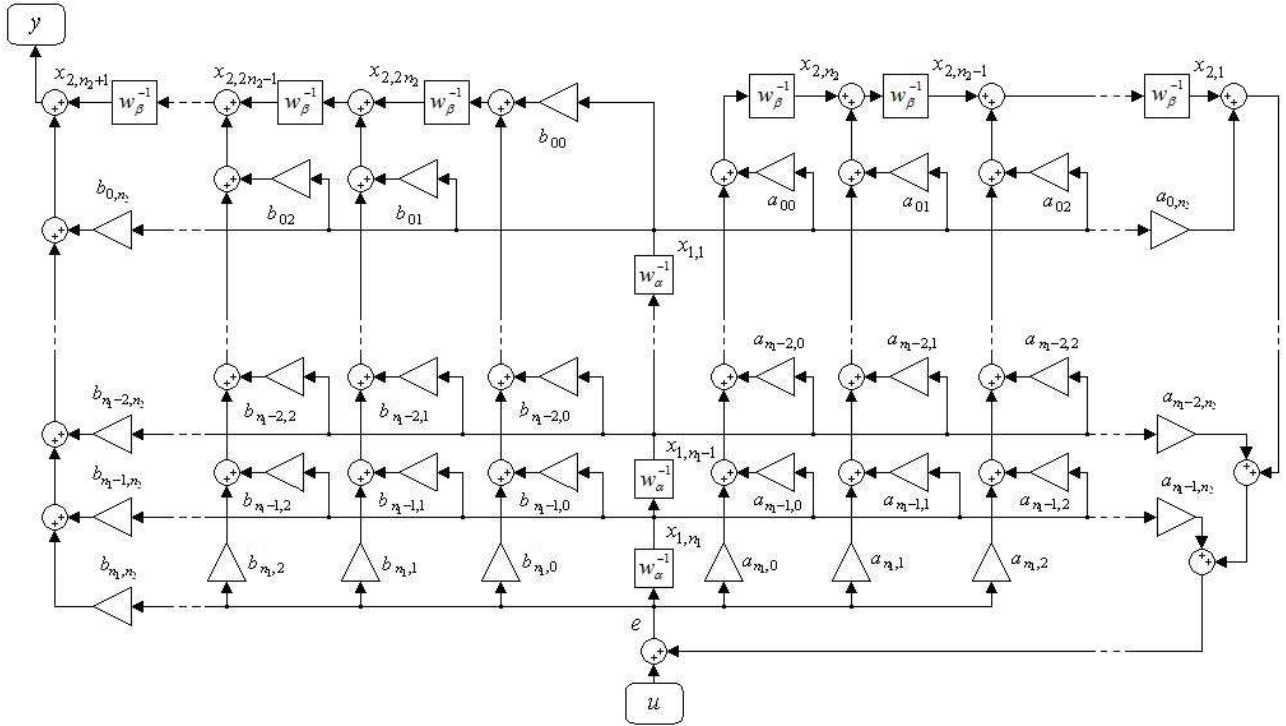 y
x_{2,n_2+1} x_{2,2n_2-1} x_{2,2n_2} x_{2,n_2} x_{2,n_2-1} x_{2,1}
w_β^{-1} w_β^{-1} w_β^{-1} w_β^{-1} w_β^{-1} w_β^{-1}
+ + + + + + + + + + + + + +
b_{00}
+ + + + + + + + + +
b_{0,n_2} b_{02} b_{01} a_{00} a_{01} a_{02} a_{0,n_2}
+ +
x_{1,1}
w_α^{-1}
a_{n_1-2,0} a_{n_1-2,1} a_{n_1-2,2}
+ + + + + + + + + + + +
b_{n_1-2,n_2} b_{n_1-2,2} b_{n_1-2,1} b_{n_1-2,0} a_{n_1-2,n_2}
+ +
x_{1,n_1-1}
w_α^{-1}
+ + + + + + + + + + + + + +
b_{n_1-1,n_2} b_{n_1-1,2} b_{n_1-1,1} b_{n_1-1,0} a_{n_1-1,0} a_{n_1-1,1} a_{n_1-1,2} a_{n_1-1,n_2}
+ +
x_{1,n_1}
w_α^{-1}
+ +
b_{n_1,n_2} b_{n_1,2} b_{n_1,1} b_{n_1,0} a_{n_1,0} a_{n_1,1} a_{n_1,2}
e
+ +
u